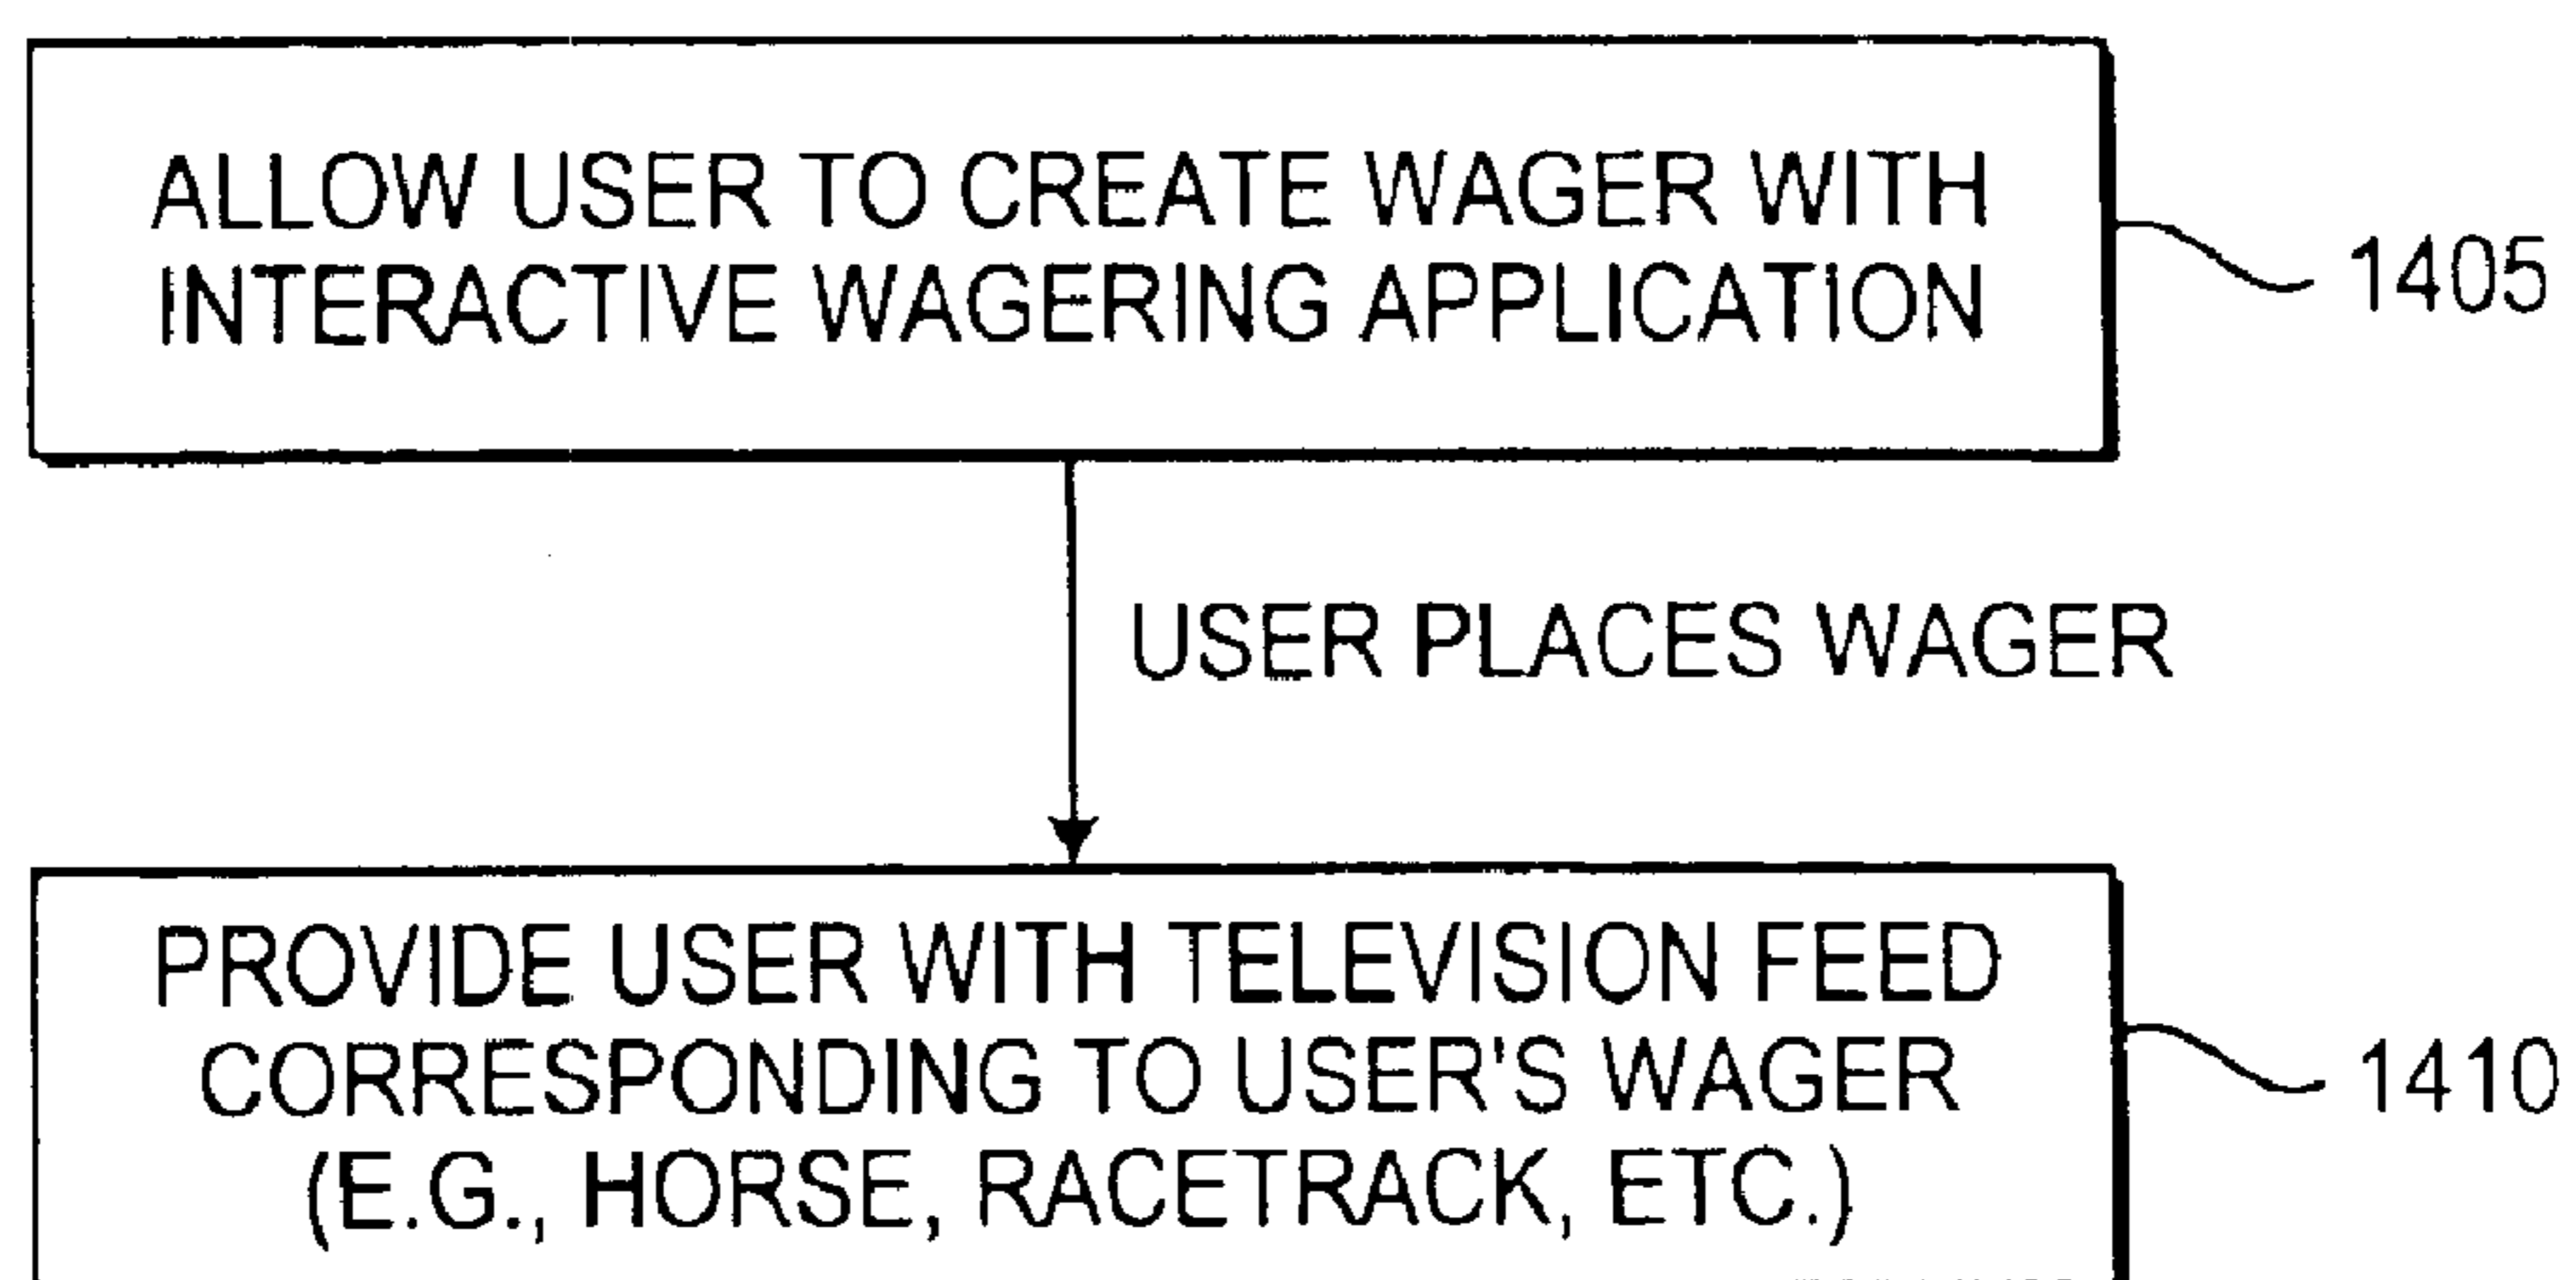 ALLOW USER TO CREATE WAGER WITH
INTERACTIVE WAGERING APPLICATION
1405
USER PLACES WAGER
PROVIDE USER WITH TELEVISION FEED
CORRESPONDING TO USER'S WAGER
(E.G., HORSE, RACETRACK, ETC.)
1410